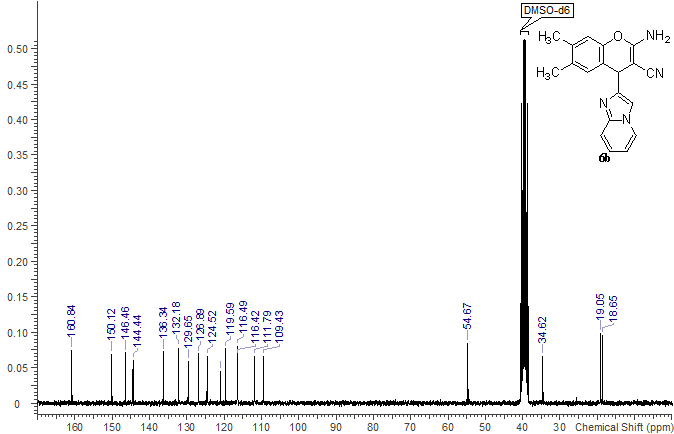 DMSO-d6
H₃C
O
NH₂
H₃C
CN
N
N
6b
0.50
0.45
0.40
0.35
0.30
0.25
0.20
0.15
0.10
0.05
0
160.84
150.12
146.46
144.44
136.34
132.18
129.65
126.89
124.52
119.59
116.49
116.42
111.79
109.43
54.67
34.62
19.05
18.65
160 150 140 130 120 110 100 90 80 70 60 50 40 30 20 10 0
Chemical Shift (ppm)